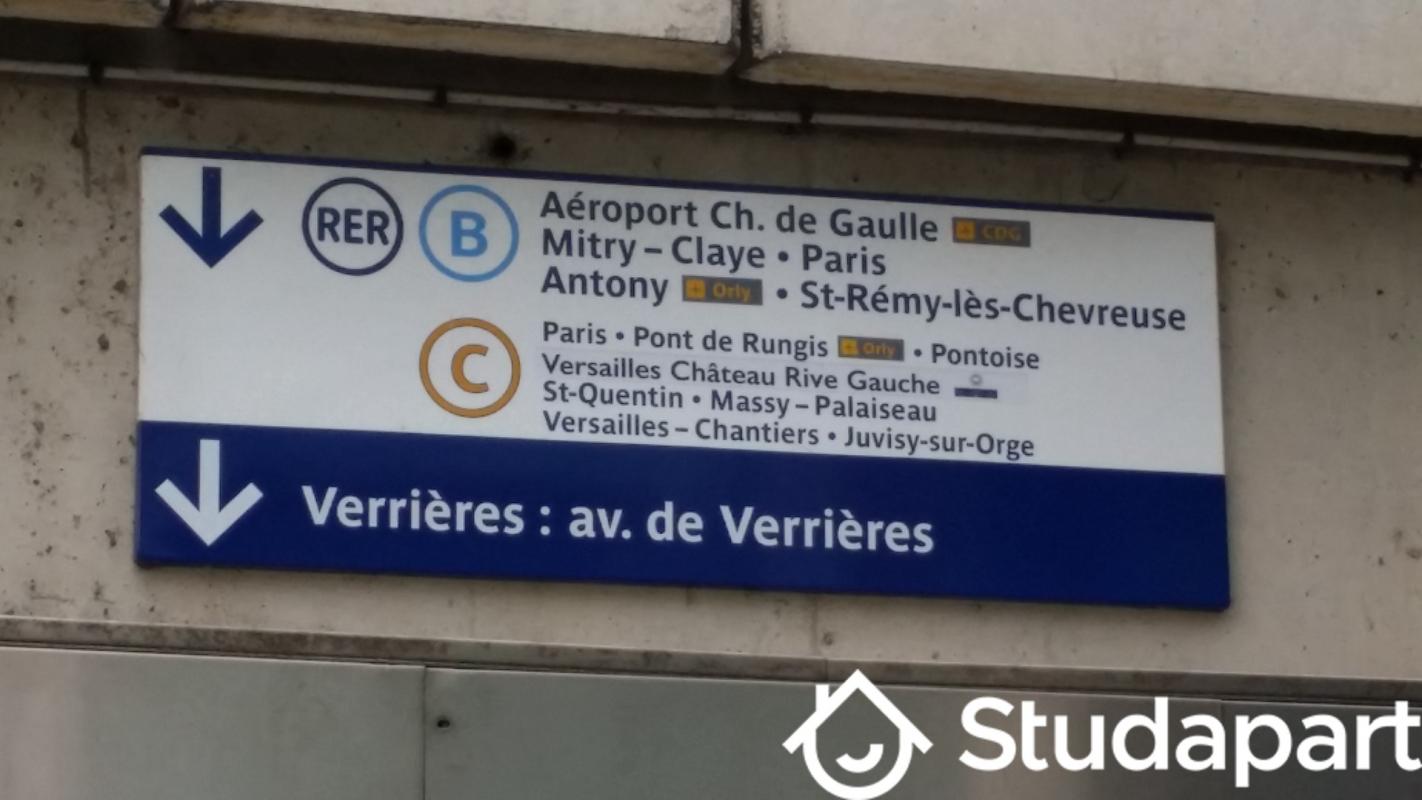 RER B Aéroport Ch. de Gaulle CDG
Mitry – Claye • Paris
Antony Orly • St-Rémy-lès-Chevreuse
C Paris • Pont de Rungis Orly • Pontoise
Versailles Château Rive Gauche
St-Quentin • Massy – Palaiseau
Versailles – Chantiers • Juvisy-sur-Orge
Verrières : av. de Verrières
Studapart